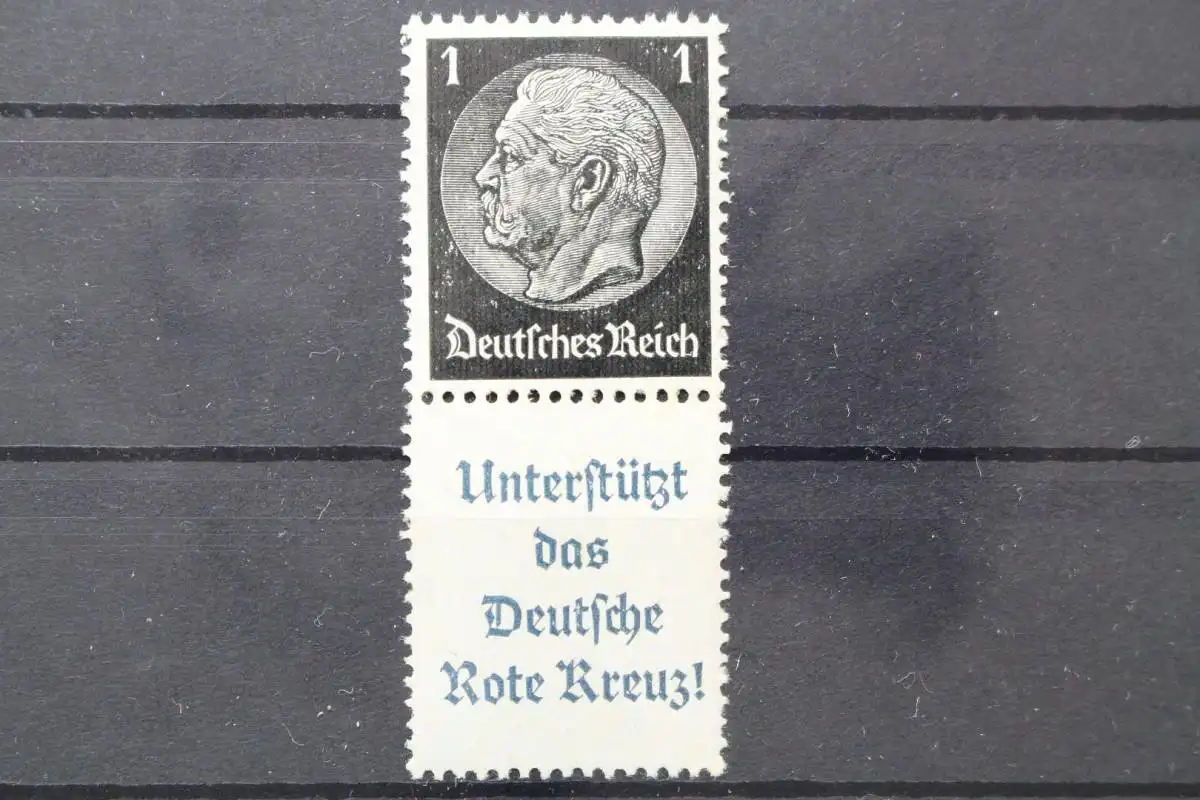 1 1
Deutſches Reich
Unterſtützt
das
Deutſche
Rote Kreuz!